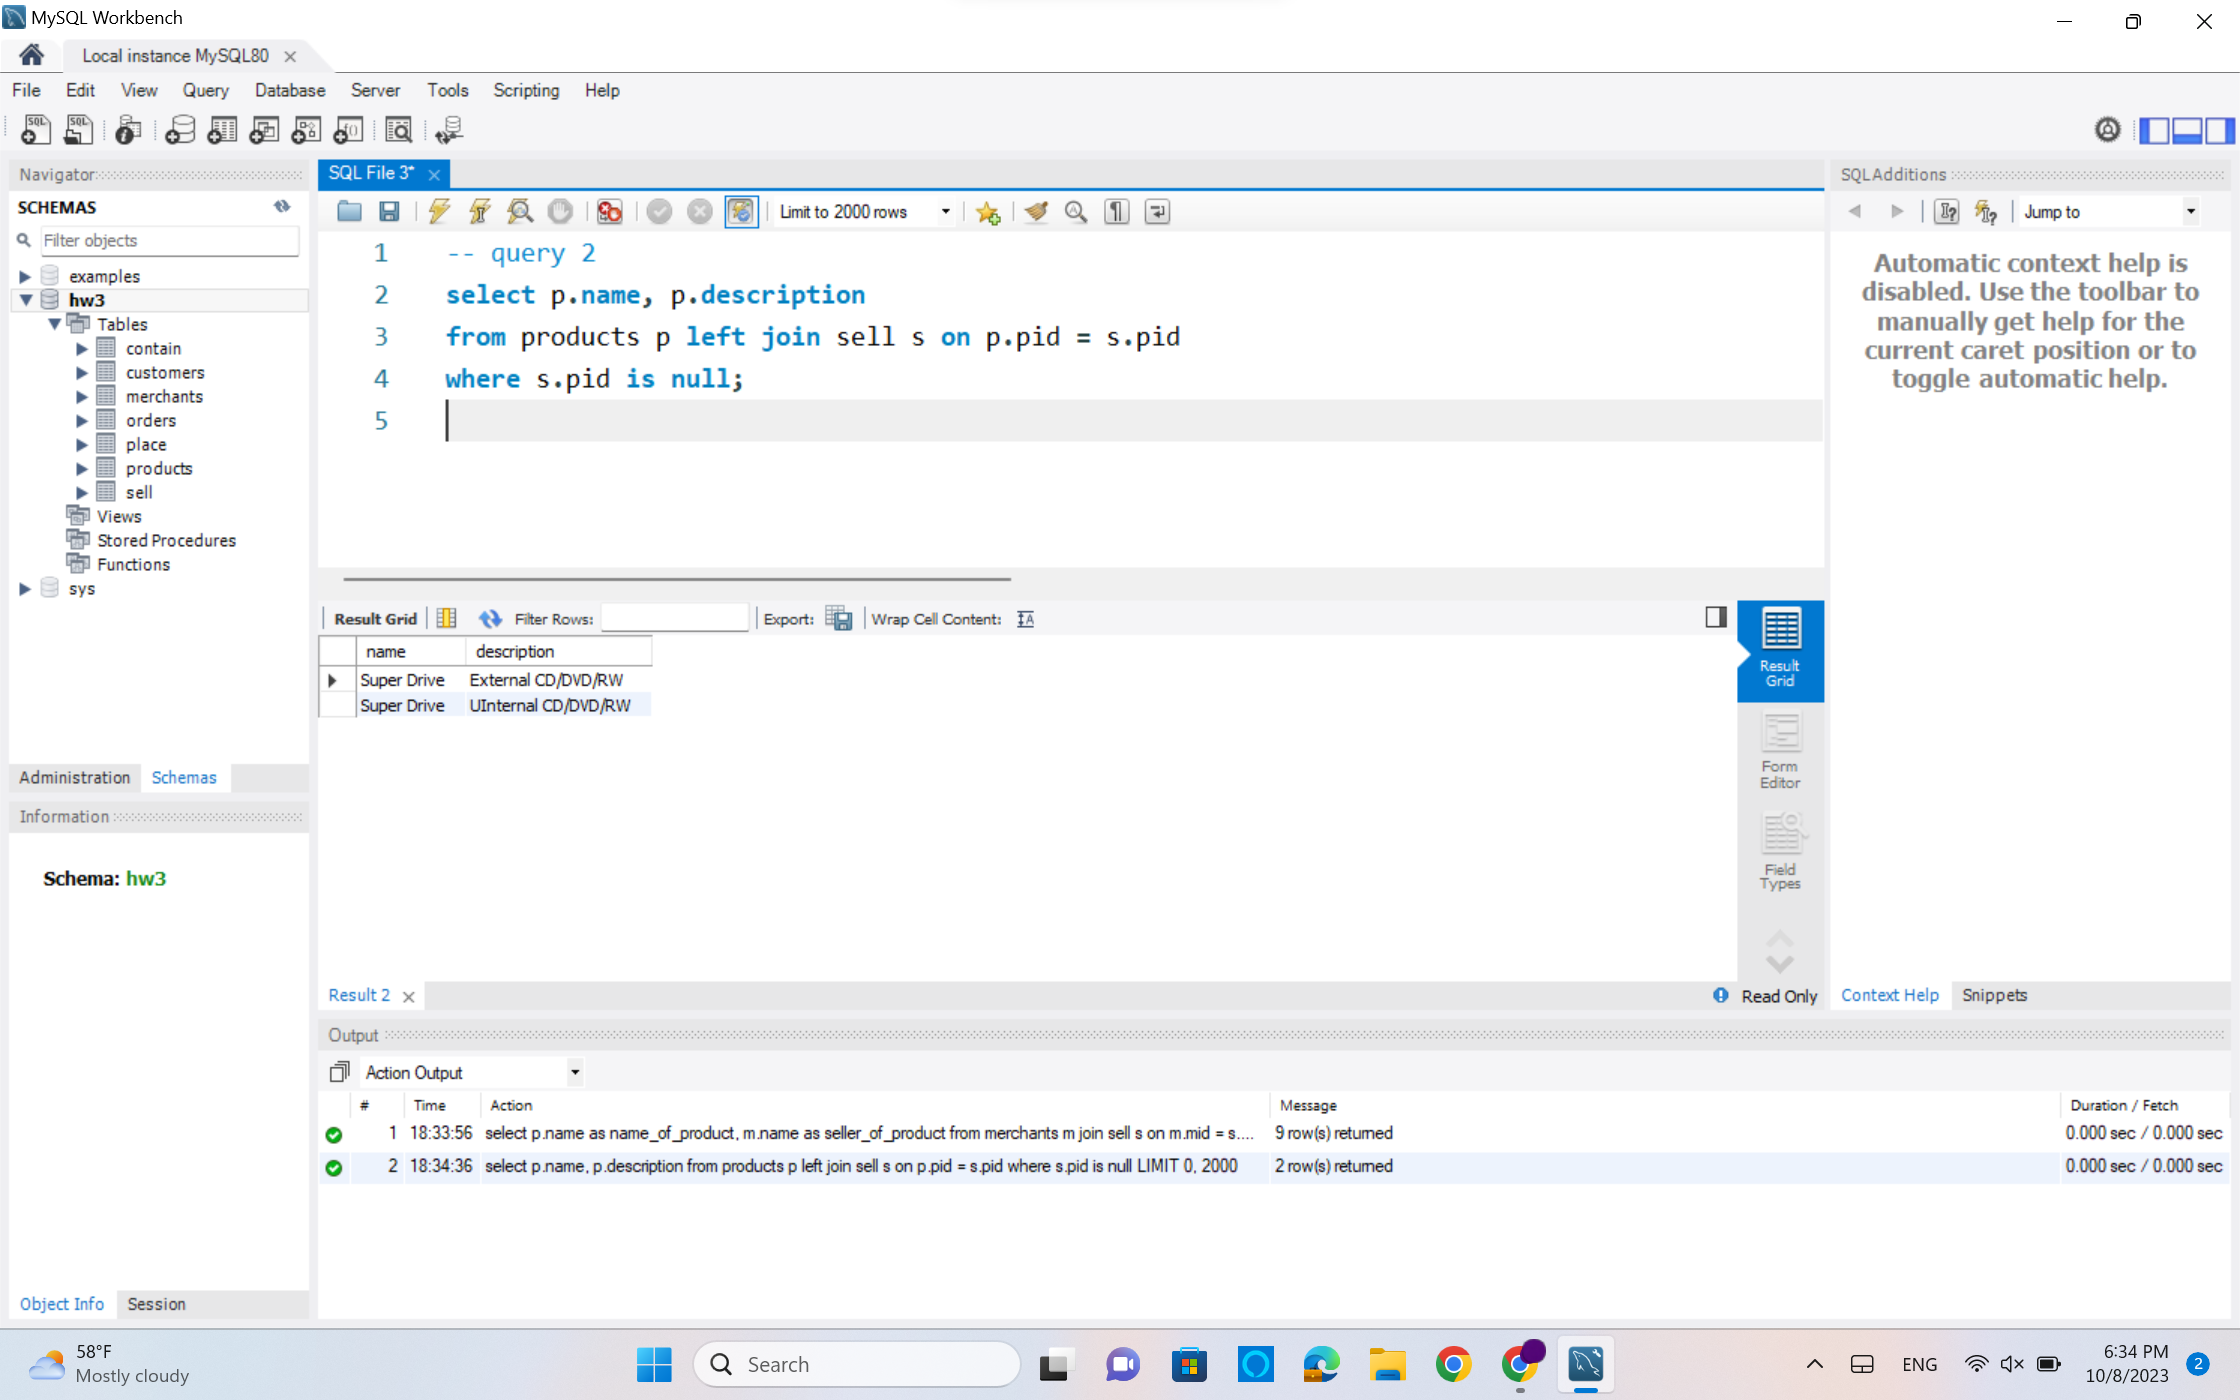 MySQL Workbench
Local instance MySQL80
File Edit View Query Database Server Tools Scripting Help
Navigator
SCHEMAS
Filter objects
examples
hw3
Tables
contain
customers
merchants
orders
place
products
sell
Views
Stored Procedures
Functions
sys
Administration Schemas
Information
Schema: hw3
Object Info Session
SQL File 3*
Limit to 2000 rows
1 -- query 2
2 select p.name, p.description
3 from products p left join sell s on p.pid = s.pid
4 where s.pid is null;
5
Result Grid Filter Rows: Export: Wrap Cell Content:
name description
Super Drive External CD/DVD/RW
Super Drive UInternal CD/DVD/RW
Result Grid
Form Editor
Field Types
Result 2
Read Only
SQLAdditions
Jump to
Automatic context help is
disabled. Use the toolbar to
manually get help for the
current caret position or to
toggle automatic help.
Context Help Snippets
Output
Action Output
# Time Action Message Duration / Fetch
1 18:33:56 select p.name as name_of_product, m.name as seller_of_product from merchants m join sell s on m.mid = s.... 9 row(s) returned 0.000 sec / 0.000 sec
2 18:34:36 select p.name, p.description from products p left join sell s on p.pid = s.pid where s.pid is null LIMIT 0, 2000 2 row(s) returned 0.000 sec / 0.000 sec
58°F
Mostly cloudy
Search
ENG
6:34 PM
10/8/2023
2